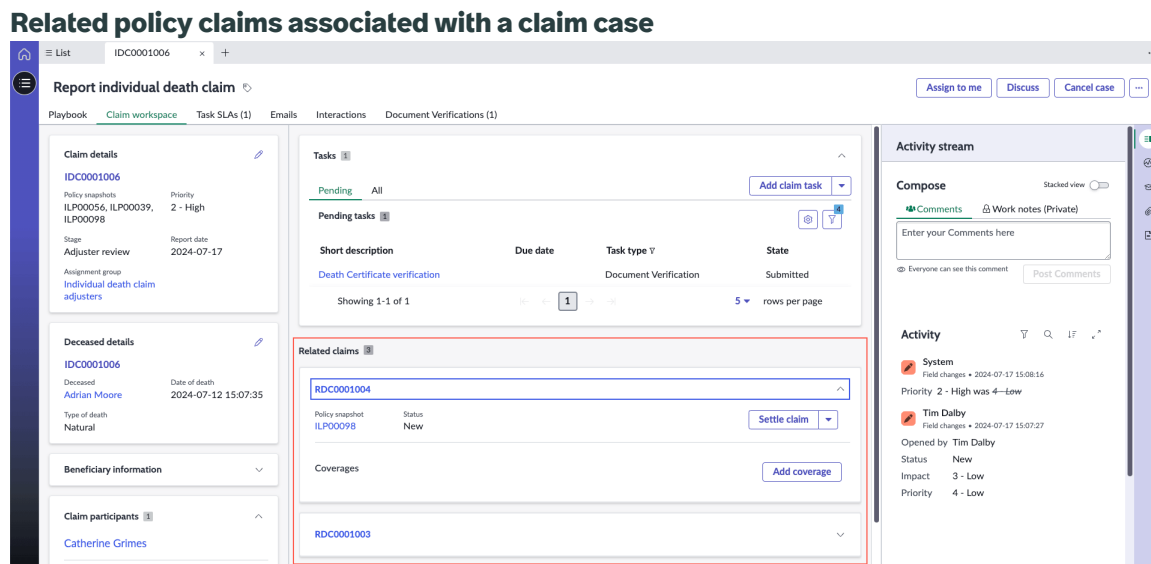 Related policy claims associated with a claim case
List
IDC0001006 × +
Report individual death claim
Assign to me
Discuss
Cancel case
Playbook
Claim workspace
Task SLAs (1)
Emails
Interactions
Document Verifications (1)
Claim details
IDC0001006
Policy snapshots
Priority
ILP00056, ILP00039,
ILP00098
2 - High
Stage
Report date
Adjuster review
2024-07-17
Assignment group
Individual death claim
adjusters
Deceased details
IDC0001006
Deceased
Date of death
Adrian Moore
2024-07-12 15:07:35
Type of death
Natural
Beneficiary information
Claim participants 1
Catherine Grimes
Tasks 1
Pending
All
Add claim task
Pending tasks 1
4
Short description
Due date
Task type
State
Death Certificate verification
Document Verification
Submitted
Showing 1-1 of 1
1
5
rows per page
Related claims 3
RDC0001004
Policy snapshot
Status
ILP00098
New
Settle claim
Coverages
Add coverage
RDC0001003
Activity stream
Compose
Stacked view
Comments
Work notes (Private)
Enter your Comments here
Everyone can see this comment
Post Comments
Activity
System
Field changes • 2024-07-17 15:08:16
Priority 2 - High was 4 - Low
Tim Dalby
Field changes • 2024-07-17 15:07:27
Opened by Tim Dalby
Status New
Impact 3 - Low
Priority 4 - Low